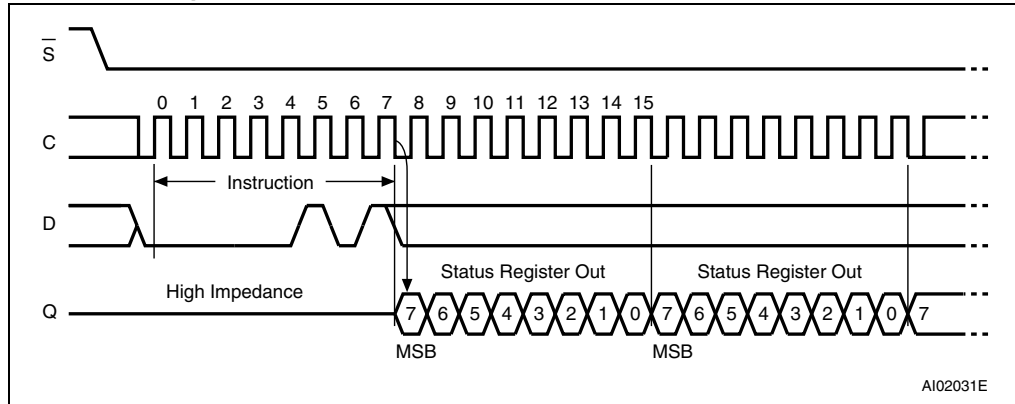 S
0 1 2 3 4 5 6 7 8 9 10 11 12 13 14 15
C
Instruction
D
Status Register Out Status Register Out
High Impedance
Q 7 6 5 4 3 2 1 0 7 6 5 4 3 2 1 0 7
MSB MSB
AI02031E